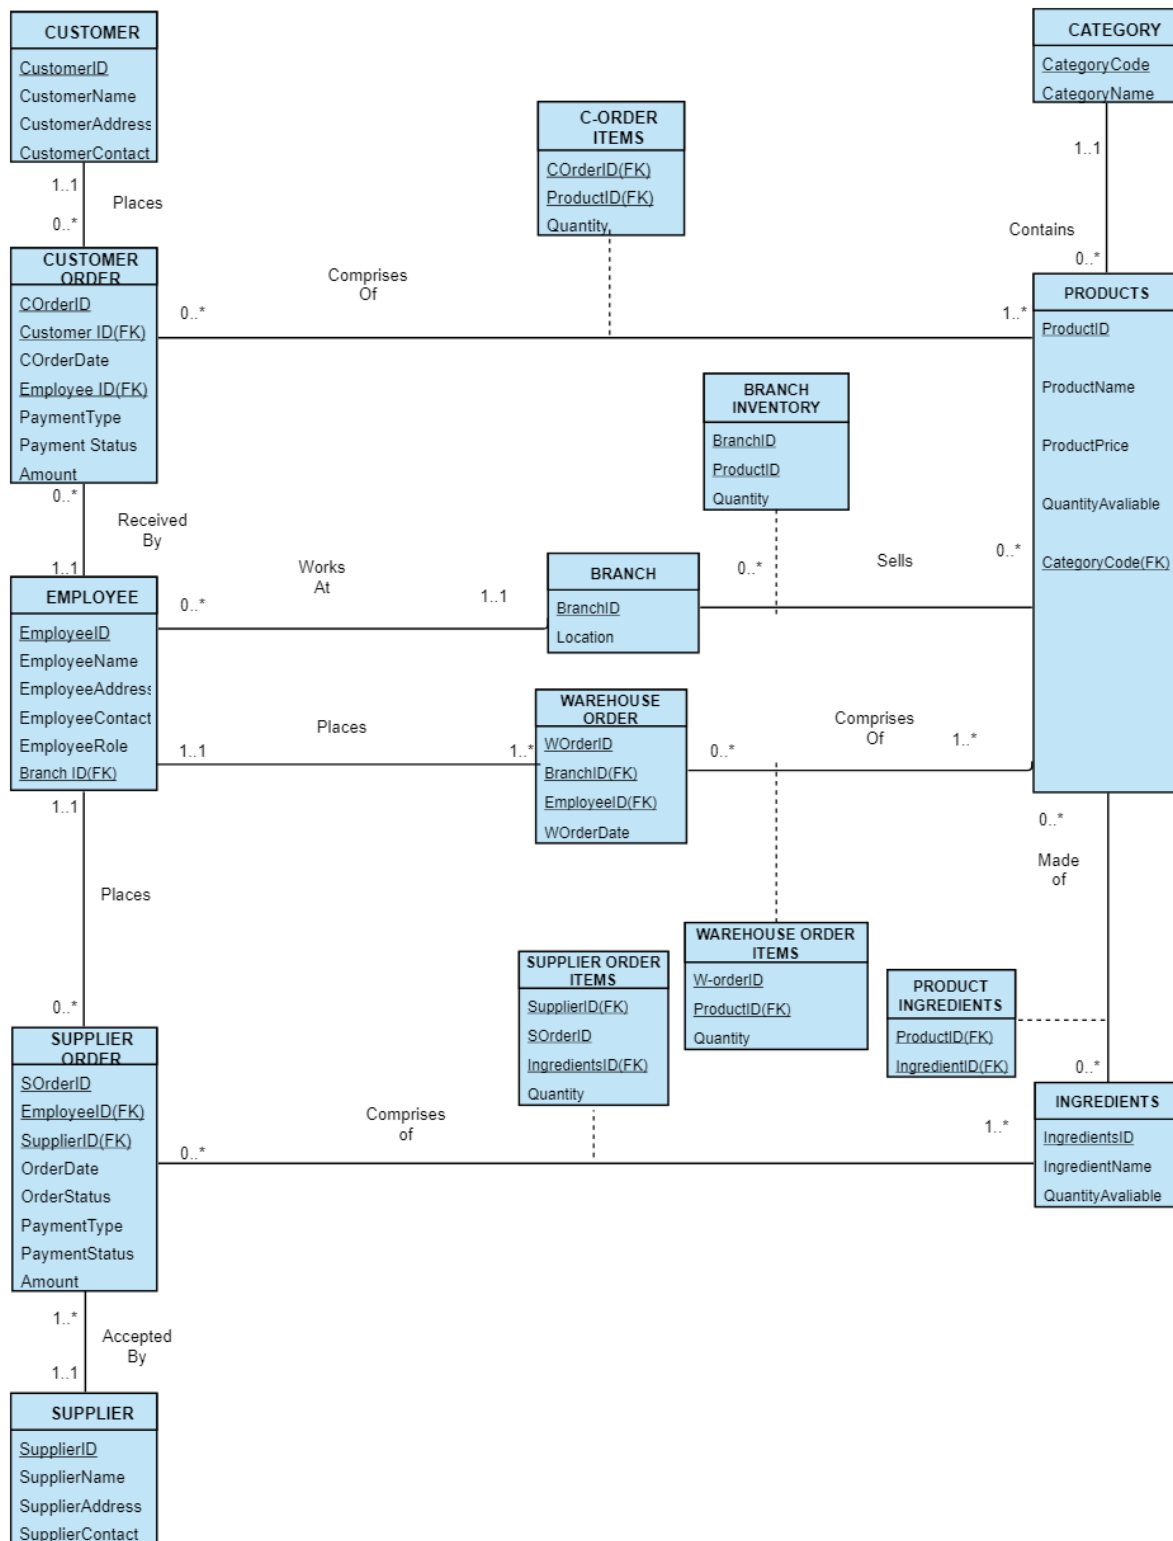 CUSTOMER
CustomerID
CustomerName
CustomerAddress
CustomerContact
1..1
Places
0..*
CUSTOMER
ORDER
COrderID
Customer ID(FK)
COrderDate
Employee ID(FK)
PaymentType
Payment Status
Amount
0..*
Received
By
1..1
EMPLOYEE
EmployeeID
EmployeeName
EmployeeAddress
EmployeeContact
EmployeeRole
Branch ID(FK)
1..1
Places
0..*
SUPPLIER
ORDER
SOrderID
EmployeeID(FK)
SupplierID(FK)
OrderDate
OrderStatus
PaymentType
PaymentStatus
Amount
1..*
Accepted
By
1..1
SUPPLIER
SupplierID
SupplierName
SupplierAddress
SupplierContact
C-ORDER
ITEMS
COrderID(FK)
ProductID(FK)
Quantity
0..*
Comprises
Of
1..*
CATEGORY
CategoryCode
CategoryName
1..1
Contains
0..*
PRODUCTS
ProductID
ProductName
ProductPrice
QuantityAvaliable
CategoryCode(FK)
BRANCH
INVENTORY
BranchID
ProductID
Quantity
0..*
Sells
0..*
0..*
Works
At
1..1
BRANCH
BranchID
Location
1..1
Places
1..*
WAREHOUSE
ORDER
WOrderID
BranchID(FK)
EmployeeID(FK)
WOrderDate
0..*
Comprises
Of
1..*
WAREHOUSE ORDER
ITEMS
W-orderID
ProductID(FK)
Quantity
SUPPLIER ORDER
ITEMS
SupplierID(FK)
SOrderID
IngredientsID(FK)
Quantity
0..*
Comprises
of
1..*
0..*
Made
of
PRODUCT
INGREDIENTS
ProductID(FK)
IngredientID(FK)
0..*
INGREDIENTS
IngredientsID
IngredientName
QuantityAvaliable